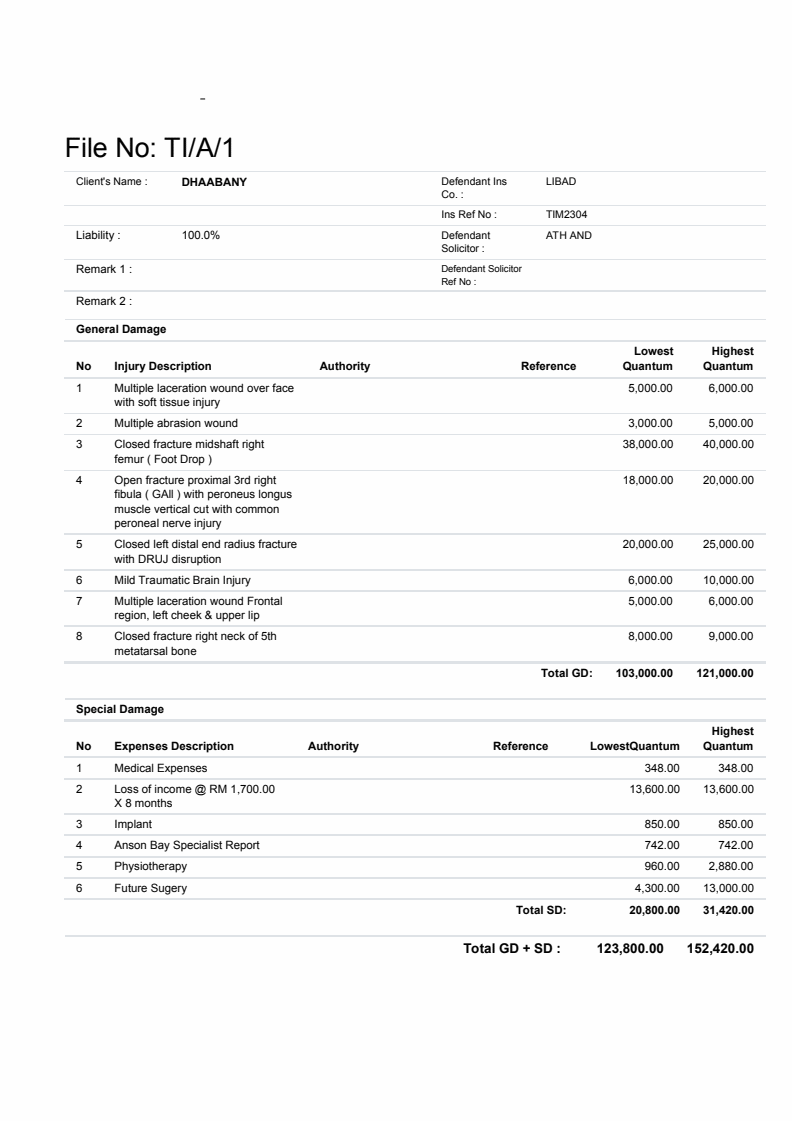 –
File No: TI/A/1
Client's Name : DHAABANY Defendant Ins LIBAD
Co. :
Ins Ref No : TIM2304
Liability : 100.0% Defendant ATH AND
Solicitor :
Remark 1 : Defendant Solicitor
Ref No :
Remark 2 :
General Damage
Lowest Highest
No Injury Description Authority Reference Quantum Quantum
1 Multiple laceration wound over face 5,000.00 6,000.00
with soft tissue injury
2 Multiple abrasion wound 3,000.00 5,000.00
3 Closed fracture midshaft right 38,000.00 40,000.00
femur ( Foot Drop )
4 Open fracture proximal 3rd right 18,000.00 20,000.00
fibula ( GAll ) with peroneus longus
muscle vertical cut with common
peroneal nerve injury
5 Closed left distal end radius fracture 20,000.00 25,000.00
with DRUJ disruption
6 Mild Traumatic Brain Injury 6,000.00 10,000.00
7 Multiple laceration wound Frontal 5,000.00 6,000.00
region, left cheek & upper lip
8 Closed fracture right neck of 5th 8,000.00 9,000.00
metatarsal bone
Total GD: 103,000.00 121,000.00
Special Damage
Highest
No Expenses Description Authority Reference LowestQuantum Quantum
1 Medical Expenses 348.00 348.00
2 Loss of income @ RM 1,700.00 13,600.00 13,600.00
X 8 months
3 Implant 850.00 850.00
4 Anson Bay Specialist Report 742.00 742.00
5 Physiotherapy 960.00 2,880.00
6 Future Sugery 4,300.00 13,000.00
Total SD: 20,800.00 31,420.00
Total GD + SD : 123,800.00 152,420.00